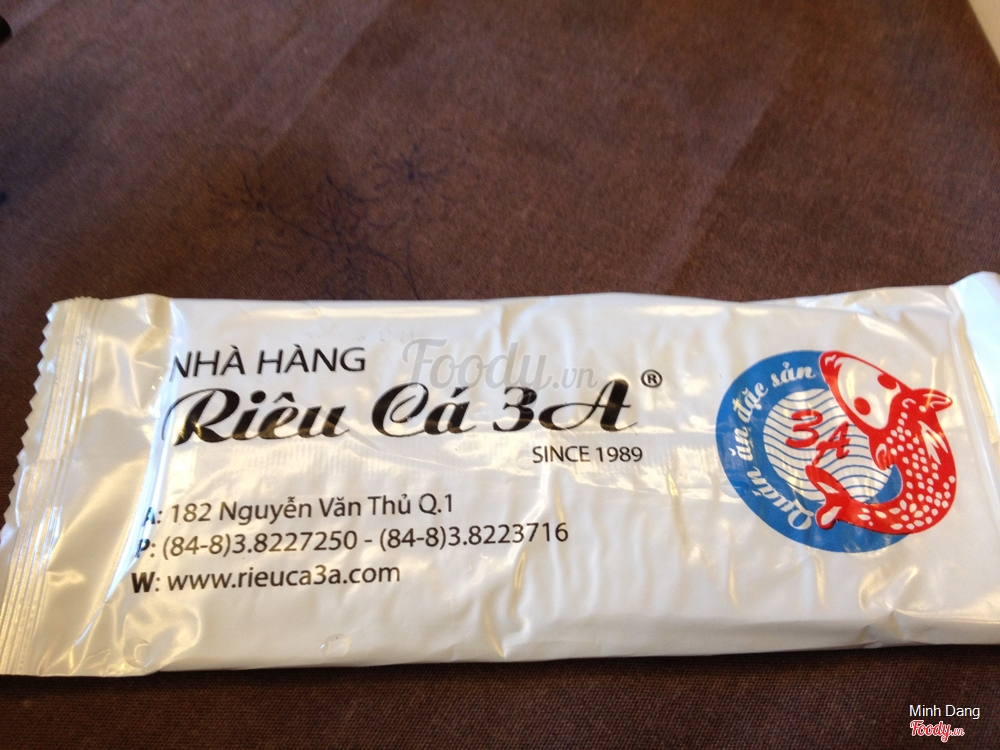 NHÀ HÀNG
Foody.vn
Riêu Cá 3A®
SINCE 1989
Quán ăn đặc sản
3A
A: 182 Nguyễn Văn Thủ Q.1
P: (84-8)3.8227250 - (84-8)3.8223716
W: www.rieuca3a.com
Minh Dang
Foody.vn